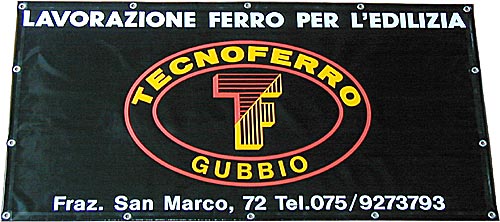 LAVORAZIONE FERRO PER L'EDILIZIA
TECNOFERRO
TF
GUBBIO
Fraz. San Marco, 72 Tel.075/9273793